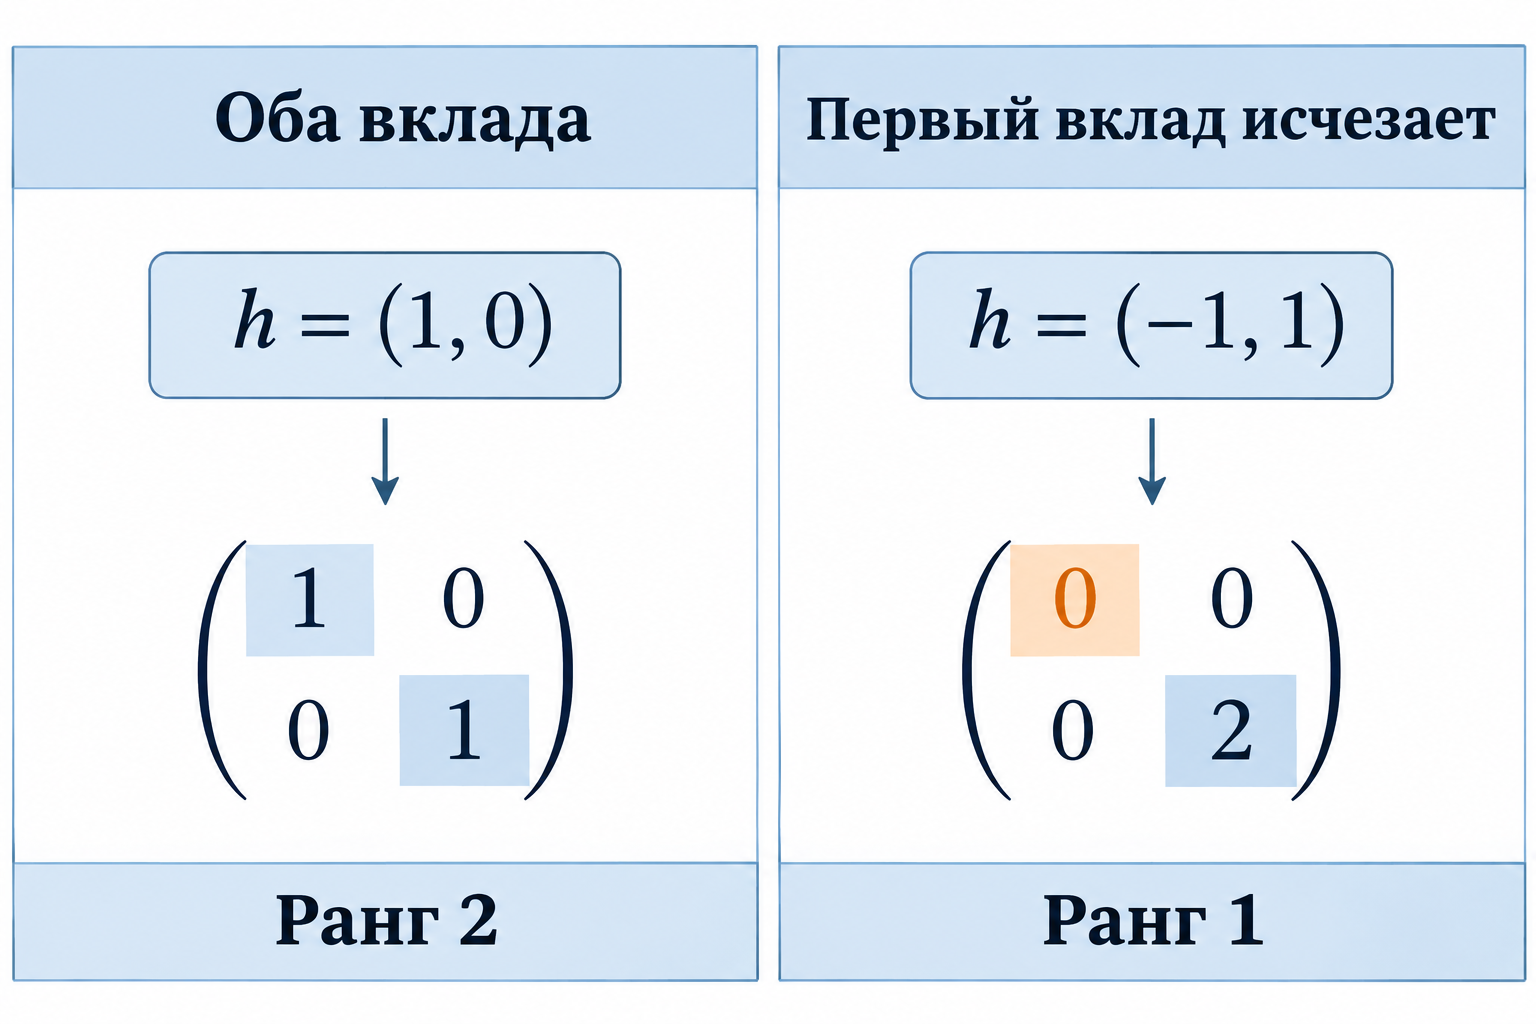 Оба вклада
h = (1, 0)
1 0
0 1
Ранг 2
Первый вклад исчезает
h = (−1, 1)
0 0
0 2
Ранг 1